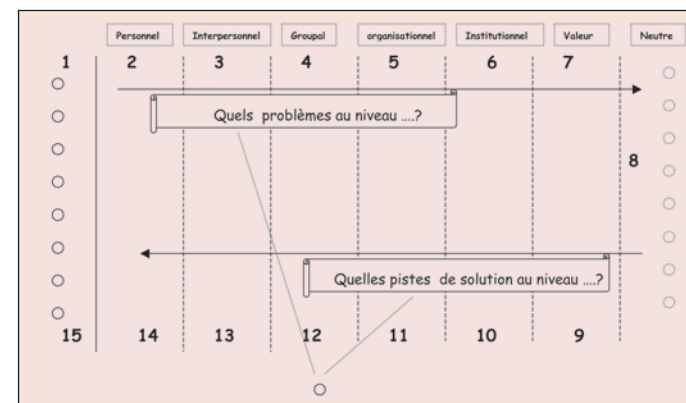 Personnel Interpersonnel Groupal organisationnel Institutionnel Valeur Neutre
1 2 3 4 5 6 7
Quels problèmes au niveau ....?
8
Quelles pistes de solution au niveau ....?
15 14 13 12 11 10 9